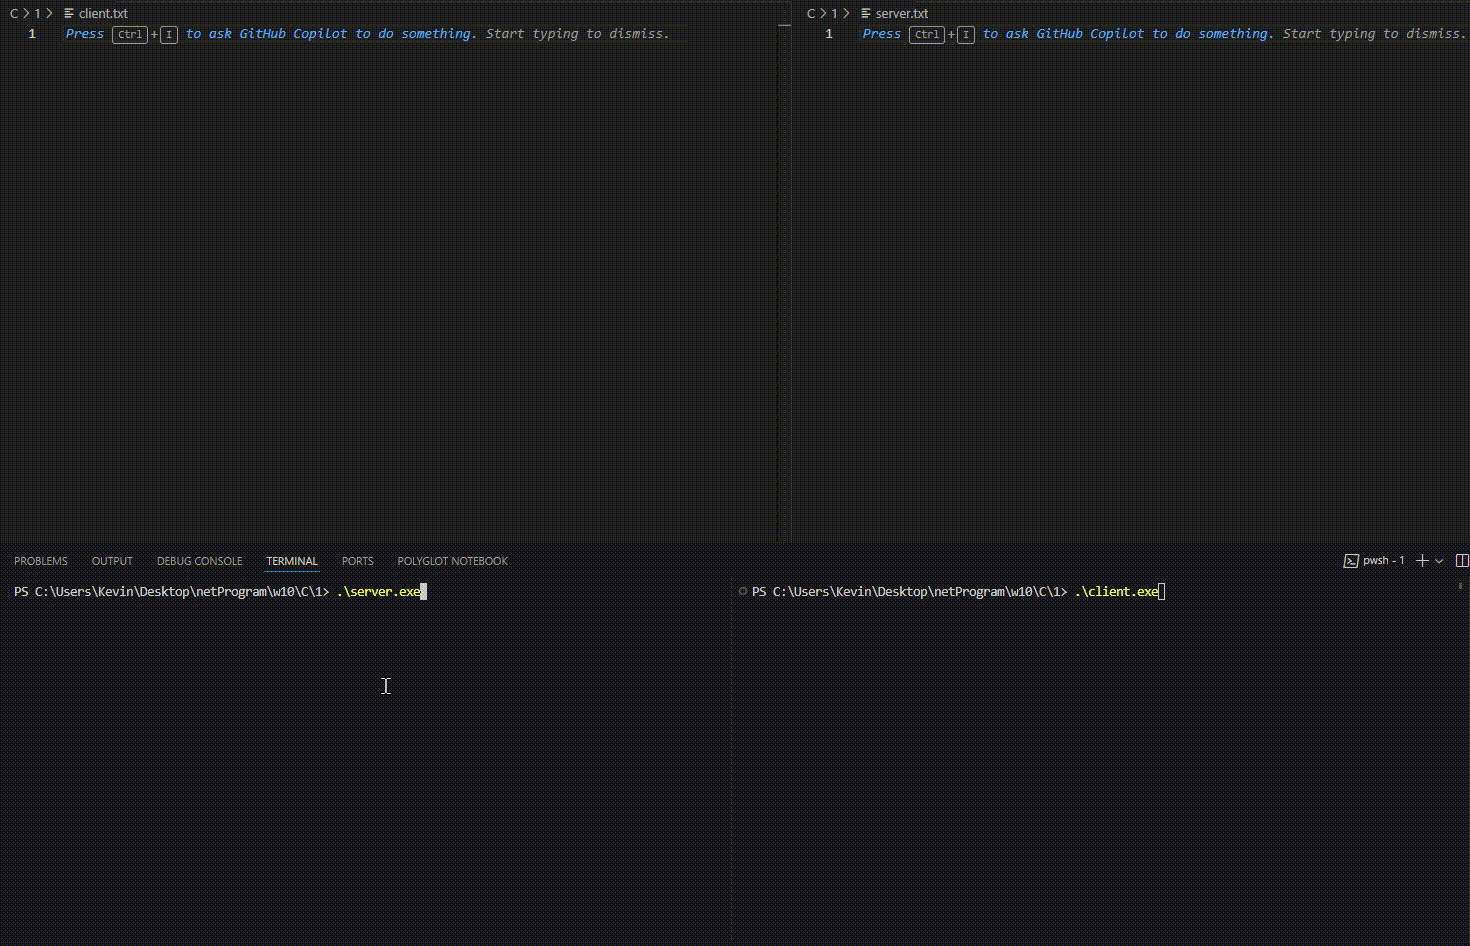 C > 1 > client.txt
1 Press Ctrl + I to ask GitHub Copilot to do something. Start typing to dismiss.
C > 1 > server.txt
1 Press Ctrl + I to ask GitHub Copilot to do something. Start typing to dismiss.
PROBLEMS OUTPUT DEBUG CONSOLE TERMINAL PORTS POLYGLOT NOTEBOOK
pwsh - 1
PS C:\Users\Kevin\Desktop\netProgram\w10\C\1> .\server.exe
PS C:\Users\Kevin\Desktop\netProgram\w10\C\1> .\client.exe